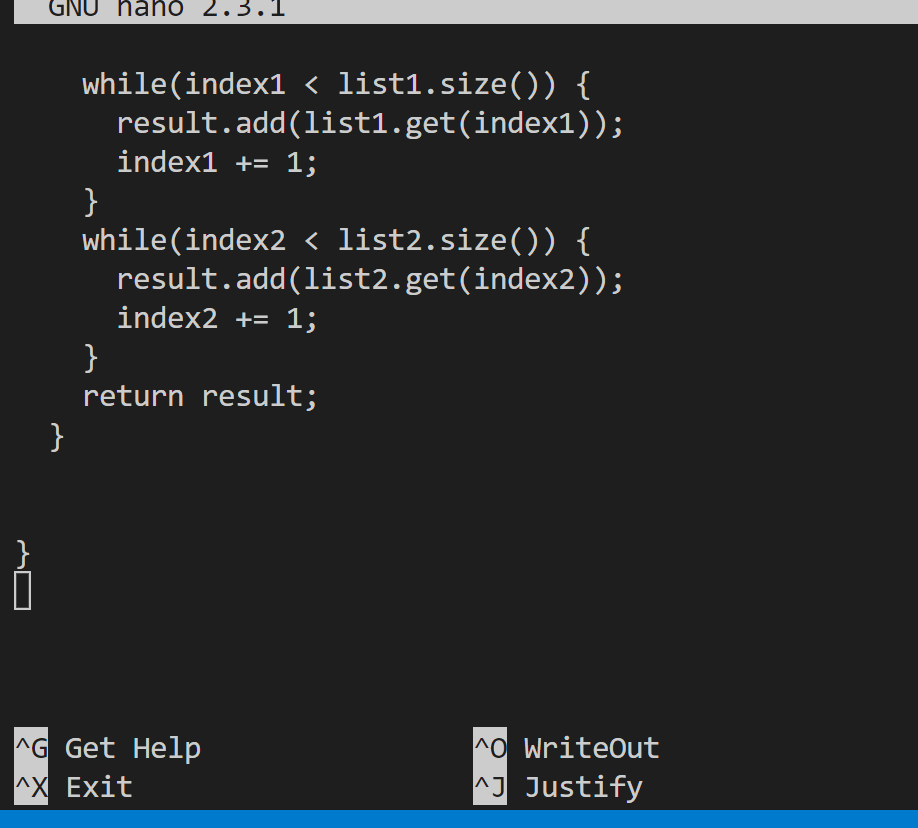 GNU nano 2.3.1
    while(index1 < list1.size()) {
      result.add(list1.get(index1));
      index1 += 1;
    }
    while(index2 < list2.size()) {
      result.add(list2.get(index2));
      index2 += 1;
    }
    return result;
  }
}
^G Get Help ^O WriteOut
^X Exit ^J Justify